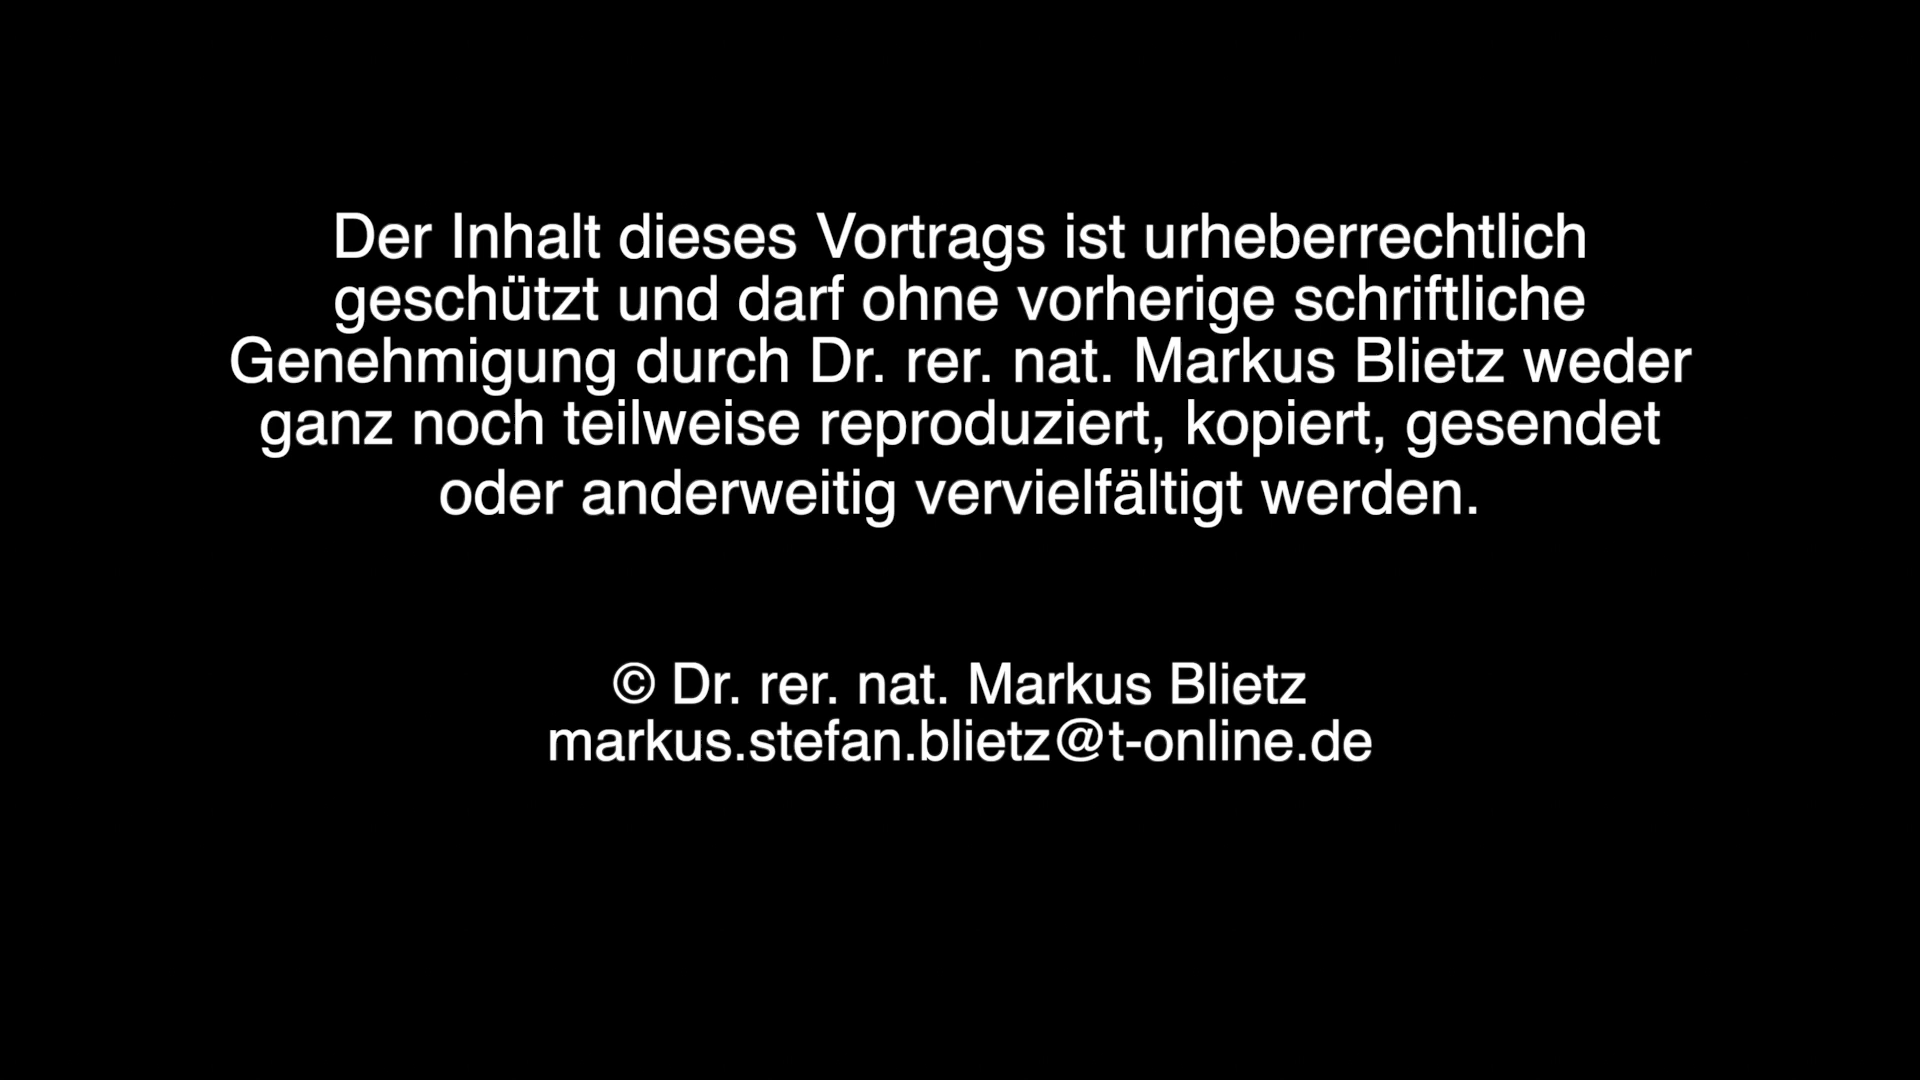 Der Inhalt dieses Vortrags ist urheberrechtlich
geschützt und darf ohne vorherige schriftliche
Genehmigung durch Dr. rer. nat. Markus Blietz weder
ganz noch teilweise reproduziert, kopiert, gesendet
oder anderweitig vervielfältigt werden.
© Dr. rer. nat. Markus Blietz
markus.stefan.blietz@t-online.de